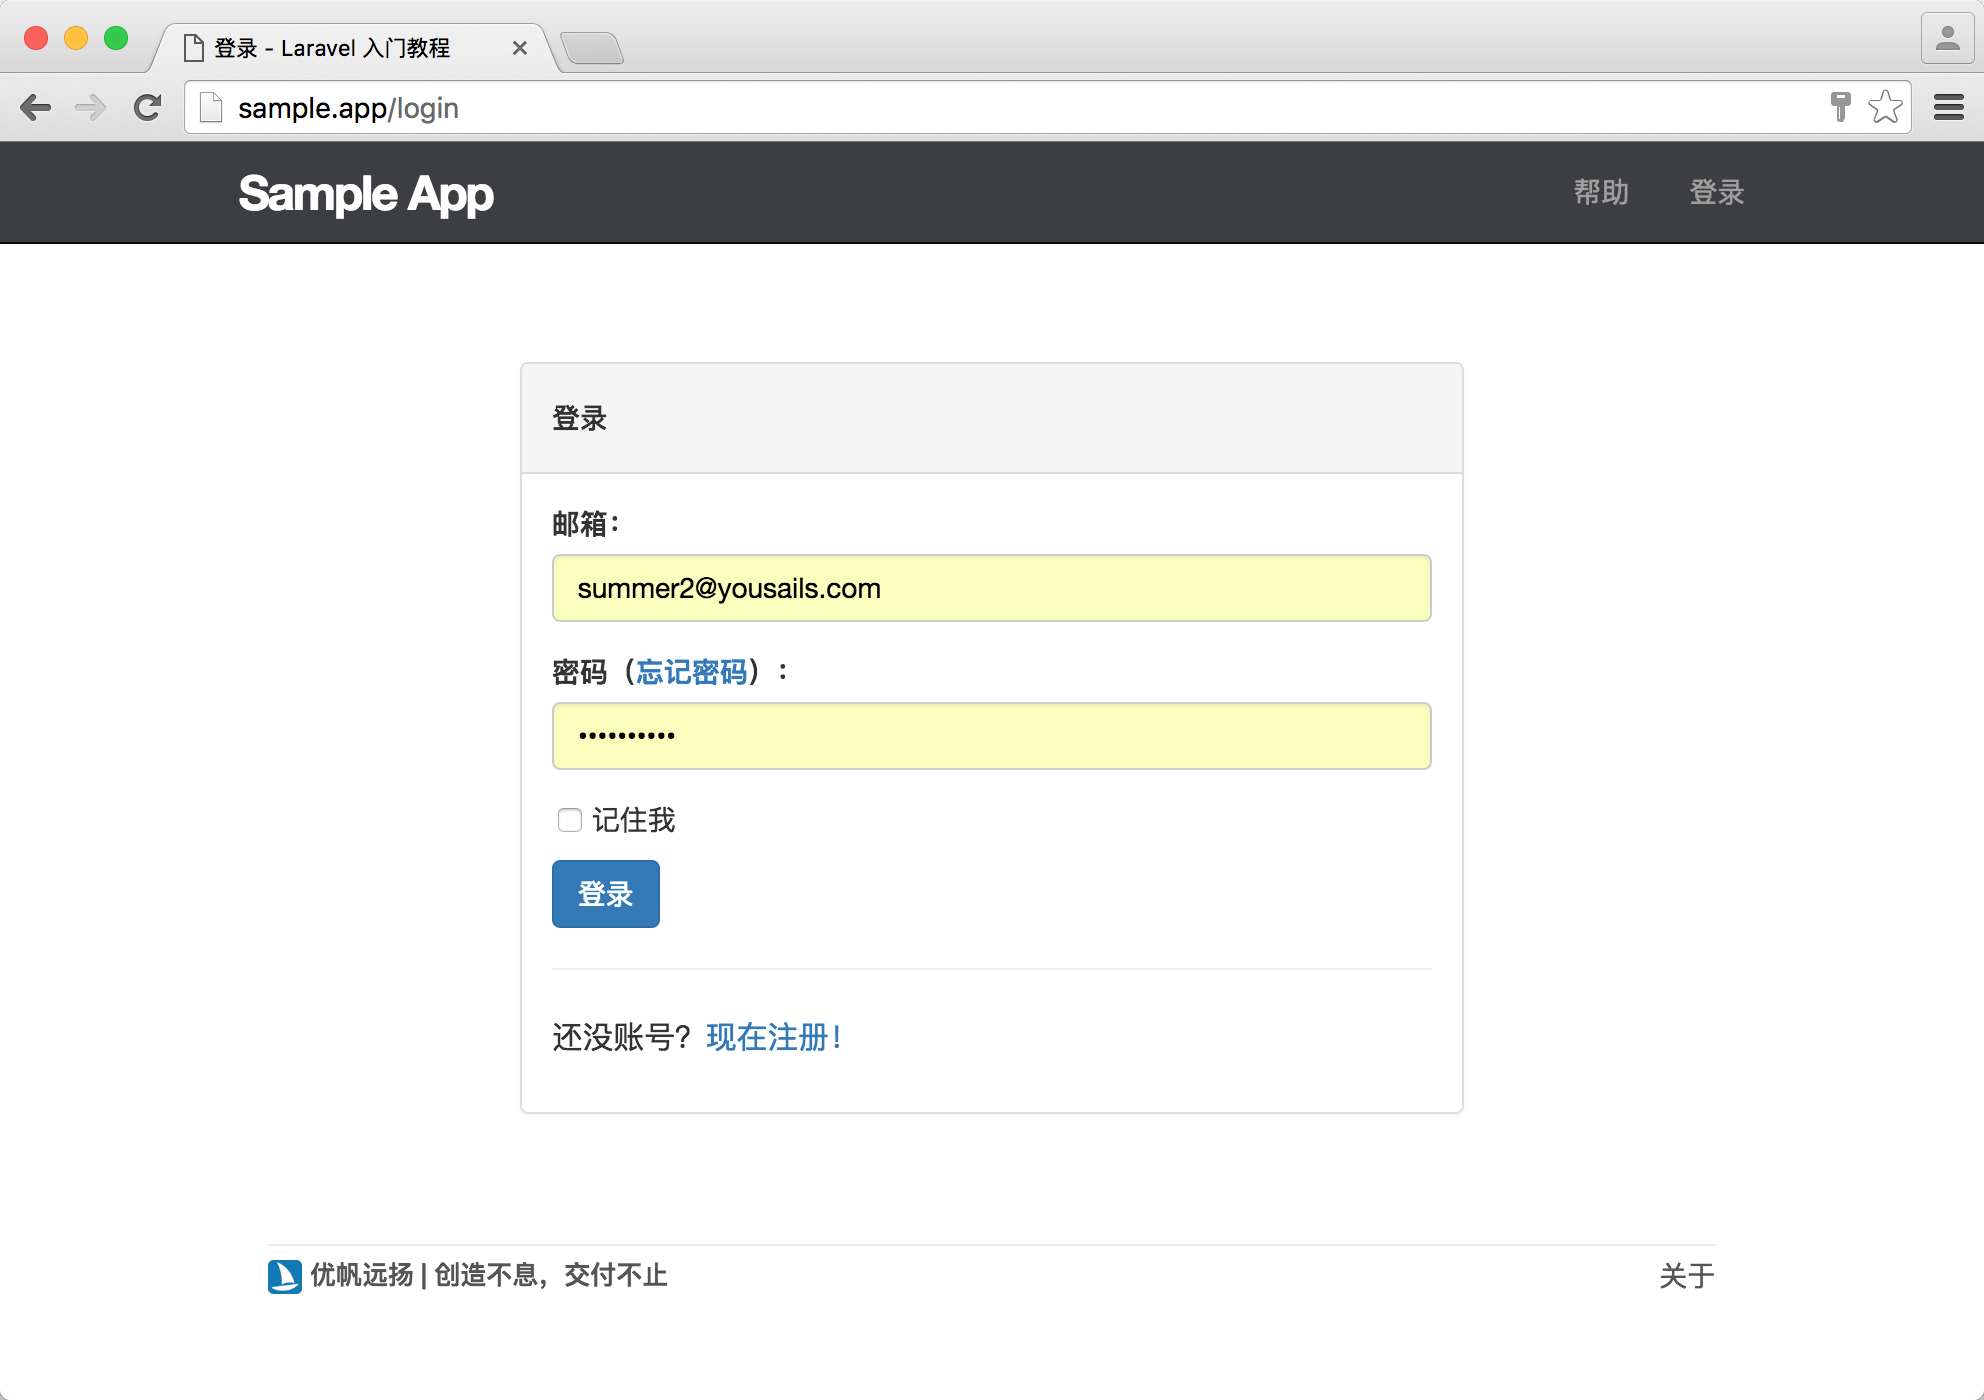 登录 - Laravel 入门教程
sample.app/login
Sample App
帮助 登录
登录
邮箱：
summer2@yousails.com
密码（忘记密码）：
••••••••••
记住我
登录
还没账号？现在注册！
优帆远扬 | 创造不息，交付不止
关于